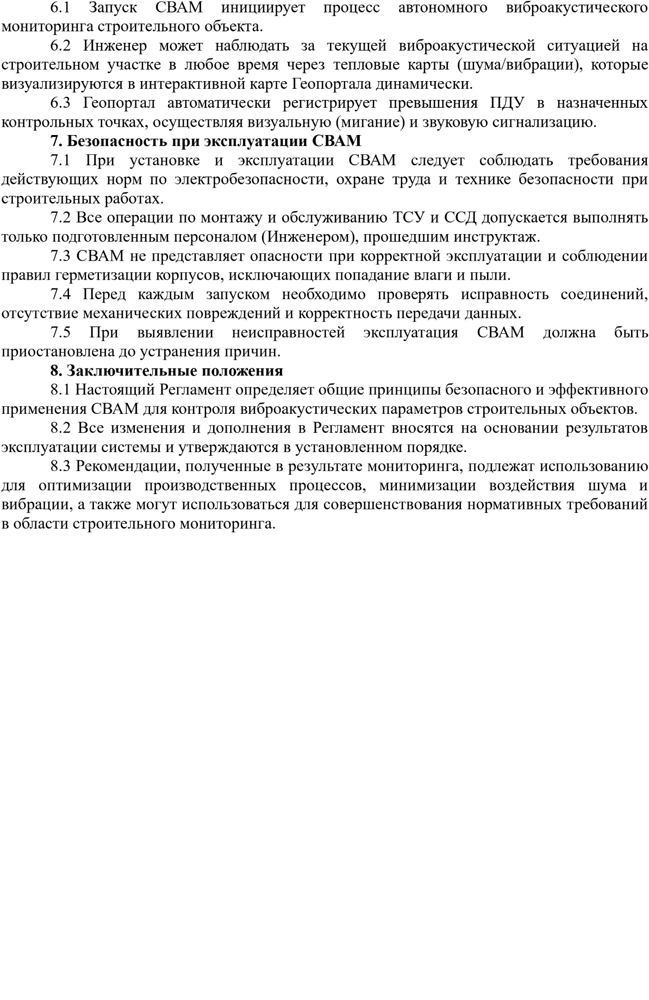 6.1 Запуск СВАМ инициирует процесс автономного виброакустического
мониторинга строительного объекта.
6.2 Инженер может наблюдать за текущей виброакустической ситуацией на
строительном участке в любое время через тепловые карты (шума/вибрации), которые
визуализируются в интерактивной карте Геопортала динамически.
6.3 Геопортал автоматически регистрирует превышения ПДУ в назначенных
контрольных точках, осуществляя визуальную (мигание) и звуковую сигнализацию.
7. Безопасность при эксплуатации СВАМ
7.1 При установке и эксплуатации СВАМ следует соблюдать требования
действующих норм по электробезопасности, охране труда и технике безопасности при
строительных работах.
7.2 Все операции по монтажу и обслуживанию ТСУ и ССД допускается выполнять
только подготовленным персоналом (Инженером), прошедшим инструктаж.
7.3 СВАМ не представляет опасности при корректной эксплуатации и соблюдении
правил герметизации корпусов, исключающих попадание влаги и пыли.
7.4 Перед каждым запуском необходимо проверять исправность соединений,
отсутствие механических повреждений и корректность передачи данных.
7.5 При выявлении неисправностей эксплуатация СВАМ должна быть
приостановлена до устранения причин.
8. Заключительные положения
8.1 Настоящий Регламент определяет общие принципы безопасного и эффективного
применения СВАМ для контроля виброакустических параметров строительных объектов.
8.2 Все изменения и дополнения в Регламент вносятся на основании результатов
эксплуатации системы и утверждаются в установленном порядке.
8.3 Рекомендации, полученные в результате мониторинга, подлежат использованию
для оптимизации производственных процессов, минимизации воздействия шума и
вибрации, а также могут использоваться для совершенствования нормативных требований
в области строительного мониторинга.